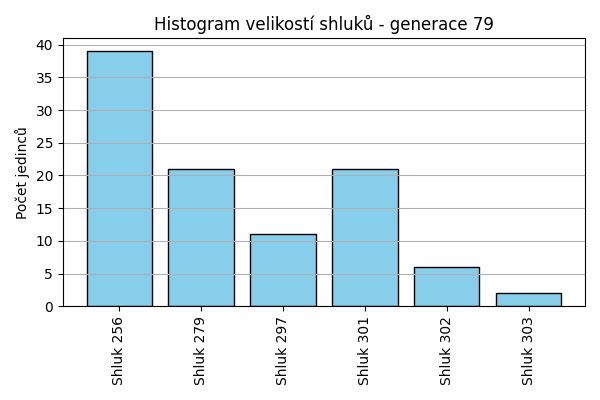 Histogram velikostí shluků - generace 79
Počet jedinců
40
35
30
25
20
15
10
5
0
Shluk 256
Shluk 279
Shluk 297
Shluk 301
Shluk 302
Shluk 303